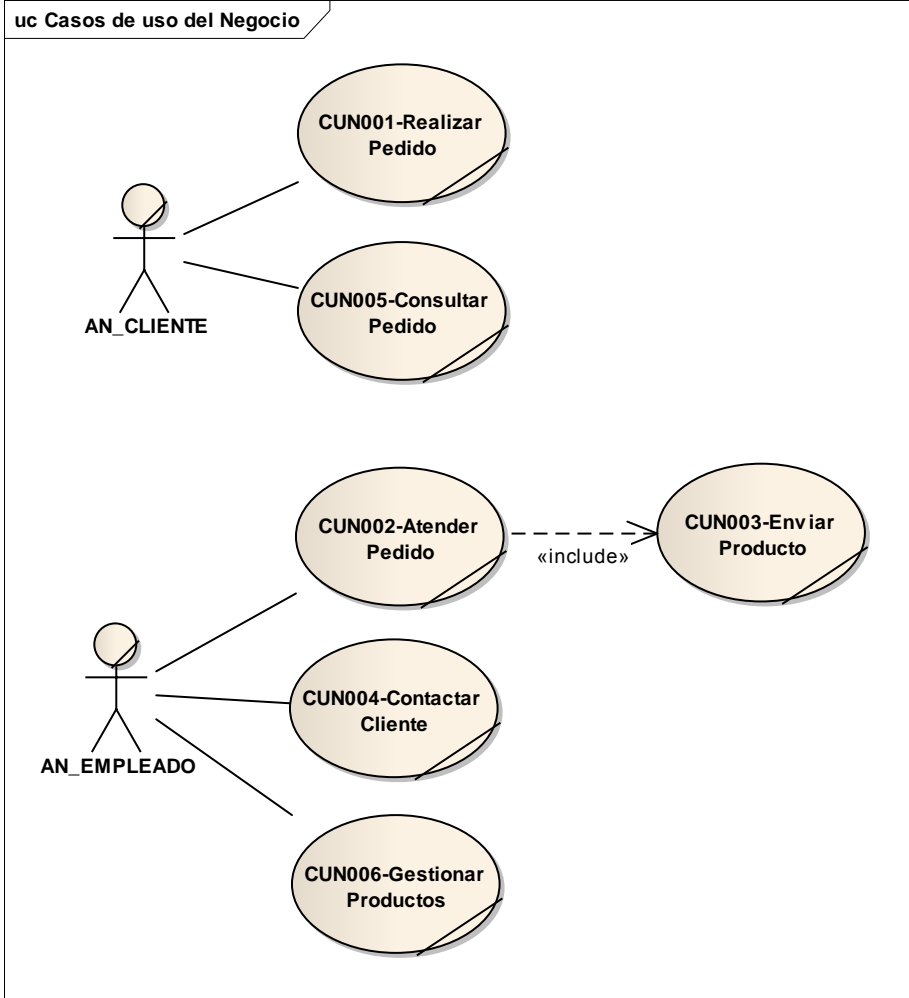 uc Casos de uso del Negocio
CUN001-Realizar
Pedido
CUN005-Consultar
Pedido
AN_CLIENTE
CUN002-Atender
Pedido
«include»
CUN003-Enviar
Producto
CUN004-Contactar
Cliente
AN_EMPLEADO
CUN006-Gestionar
Productos